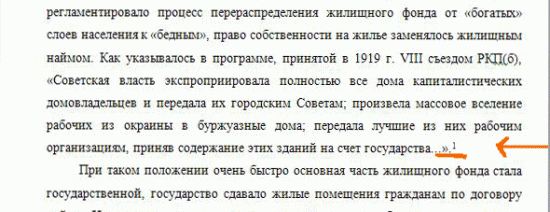 регламентировало процесс перераспределения жилищного фонда от «богатых»
слоев населения к «бедным», право собственности на жилье заменялось жилищным
наймом. Как указывалось в программе, принятой в 1919 г. VIII съездом РКП(б),
«Советская власть экспроприировала полностью все дома капиталистических
домовладельцев и передала их городским Советам; произвела массовое вселение
рабочих из окраины в буржуазные дома; передала лучшие из них рабочим
организациям, приняв содержание этих зданий на счет государства…».1
При таком положении очень быстро основная часть жилищного фонда стала
государственной, государство сдавало жилые помещения гражданам по договору